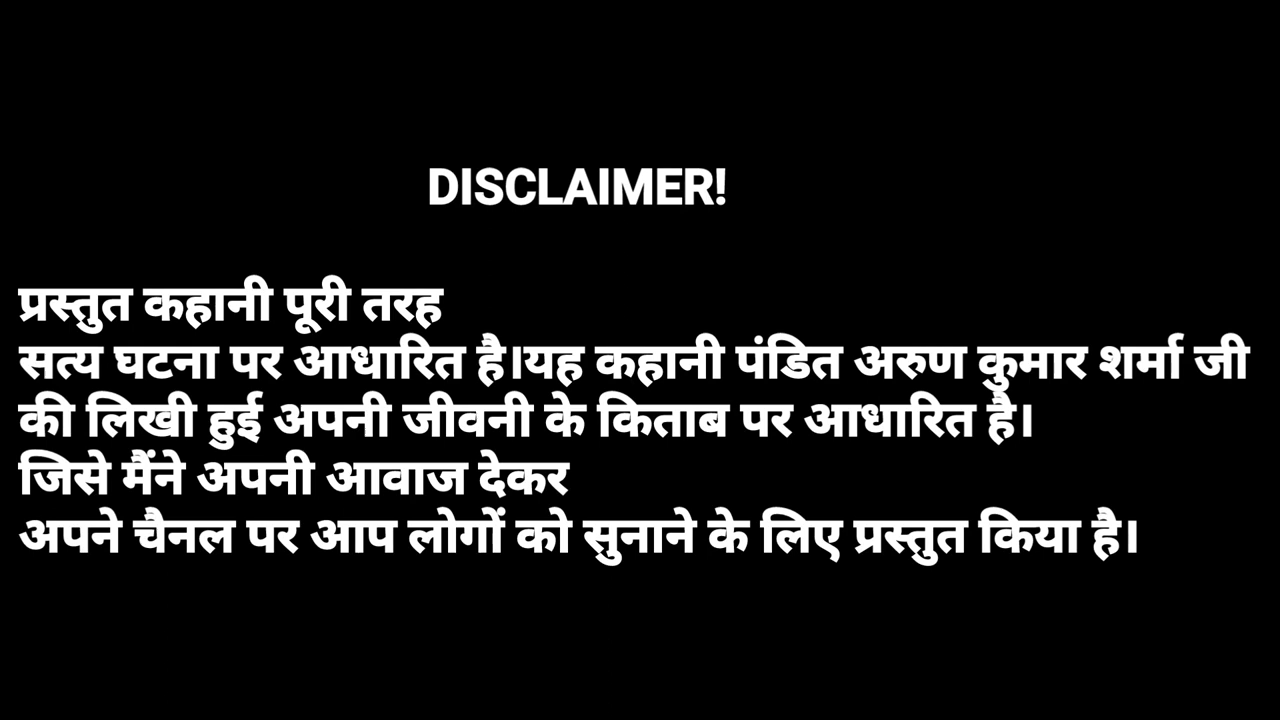 DISCLAIMER!
प्रस्तुत कहानी पूरी तरह
सत्य घटना पर आधारित है।यह कहानी पंडित अरुण कुमार शर्मा जी
की लिखी हुई अपनी जीवनी के किताब पर आधारित है।
जिसे मैंने अपनी आवाज देकर
अपने चैनल पर आप लोगों को सुनाने के लिए प्रस्तुत किया है।